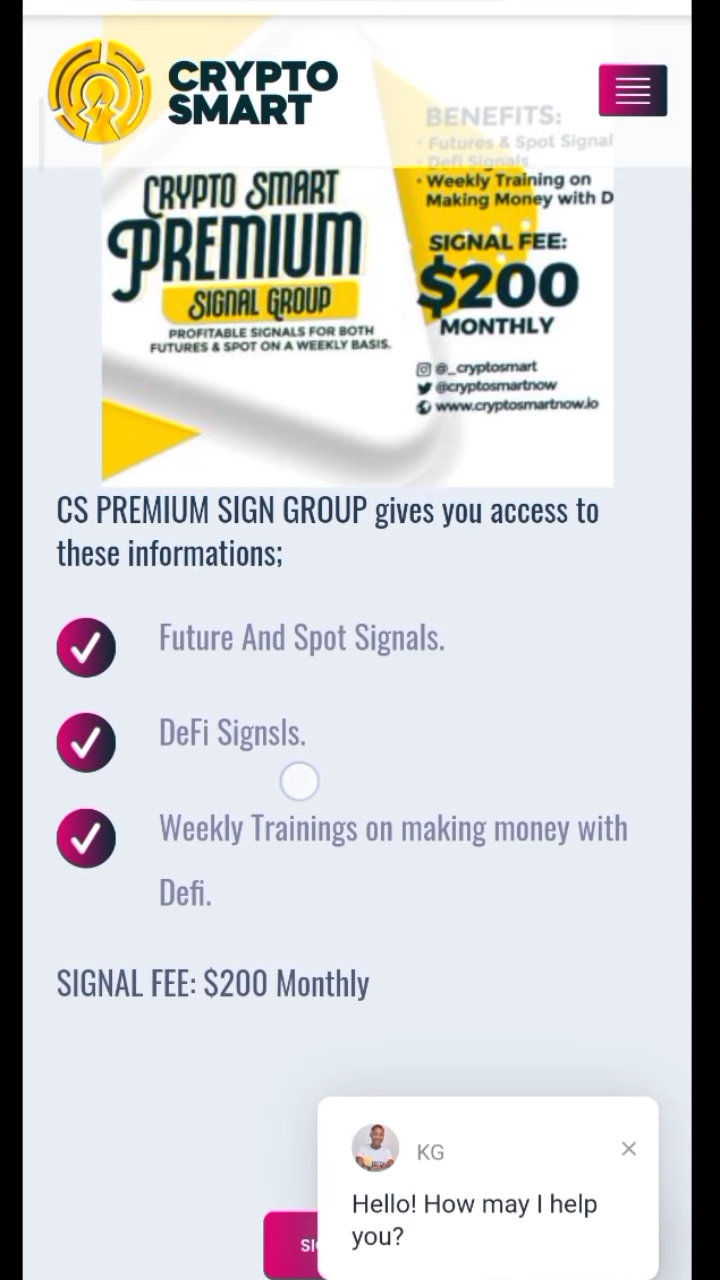 CRYPTO
SMART
BENEFITS:
• Futures & Spot Signal
• Defi Signals
• Weekly Training on
Making Money with D
CRYPTO SMART
PREMIUM
SIGNAL GROUP
PROFITABLE SIGNALS FOR BOTH
FUTURES & SPOT ON A WEEKLY BASIS.
SIGNAL FEE:
$200
MONTHLY
@_cryptosmart
@cryptosmartnow
www.cryptosmartnow.io
CS PREMIUM SIGN GROUP gives you access to
these informations;
Future And Spot Signals.
DeFi Signsls.
Weekly Trainings on making money with
Defi.
SIGNAL FEE: $200 Monthly
KG
Hello! How may I help
you?